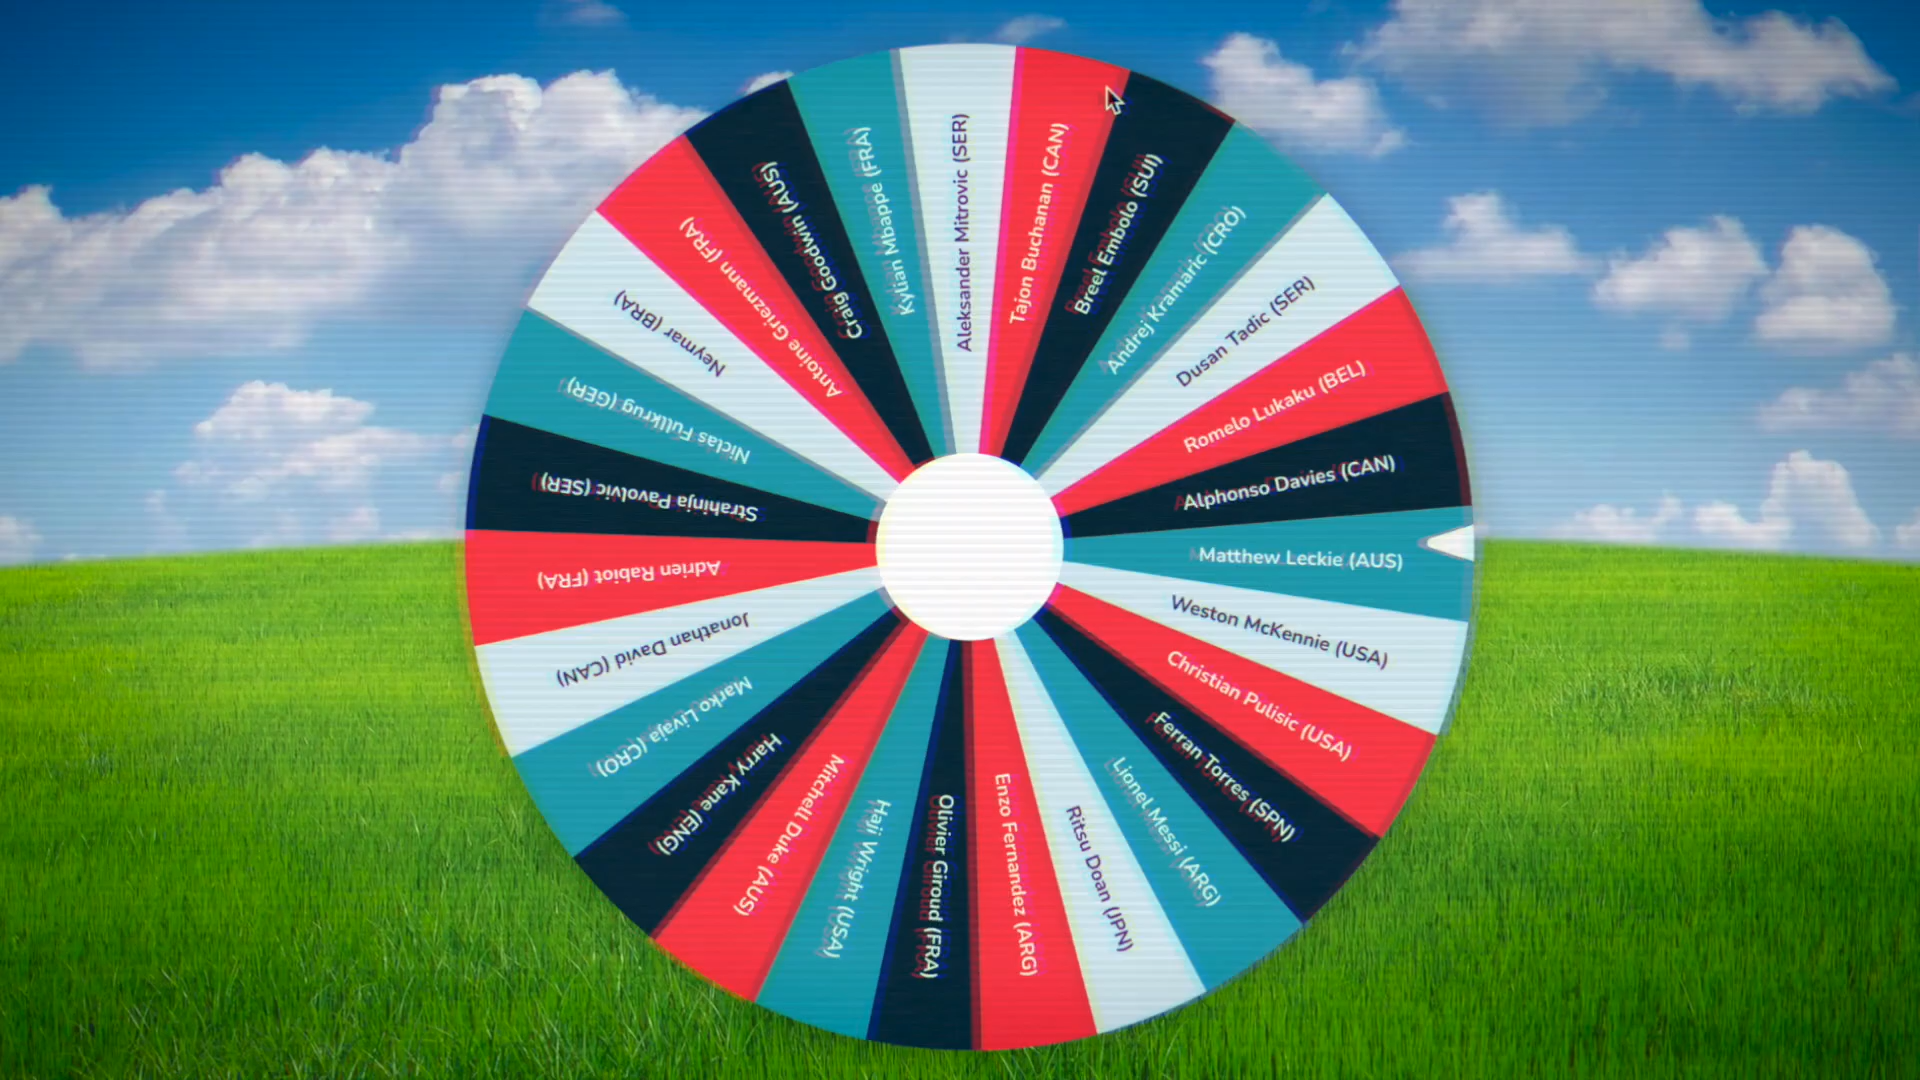 Aleksander Mitrovic (SER)
Tajon Buchanan (CAN)
Breel Embolo (SUI)
Andrej Kramaric (CRO)
Dusan Tadic (SER)
Romelo Lukaku (BEL)
Alphonso Davies (CAN)
Matthew Leckie (AUS)
Weston McKennie (USA)
Christian Pulisic (USA)
Ferran Torres (SPN)
Lionel Messi (ARG)
Ritsu Doan (JPN)
Enzo Fernandez (ARG)
Olivier Giroud (FRA)
Haji Wright (USA)
Mitchell Duke (AUS)
Harry Kane (ENG)
Marko Livaja (CRO)
Jonathan David (CAN)
Adrien Rabiot (FRA)
Strahinja Pavolvic (SER)
Niclas Fullkrug (GER)
Neymar (BRA)
Antoine Griezmann (FRA)
Craig Goodwin (AUS)
Kylian Mbappe (FRA)